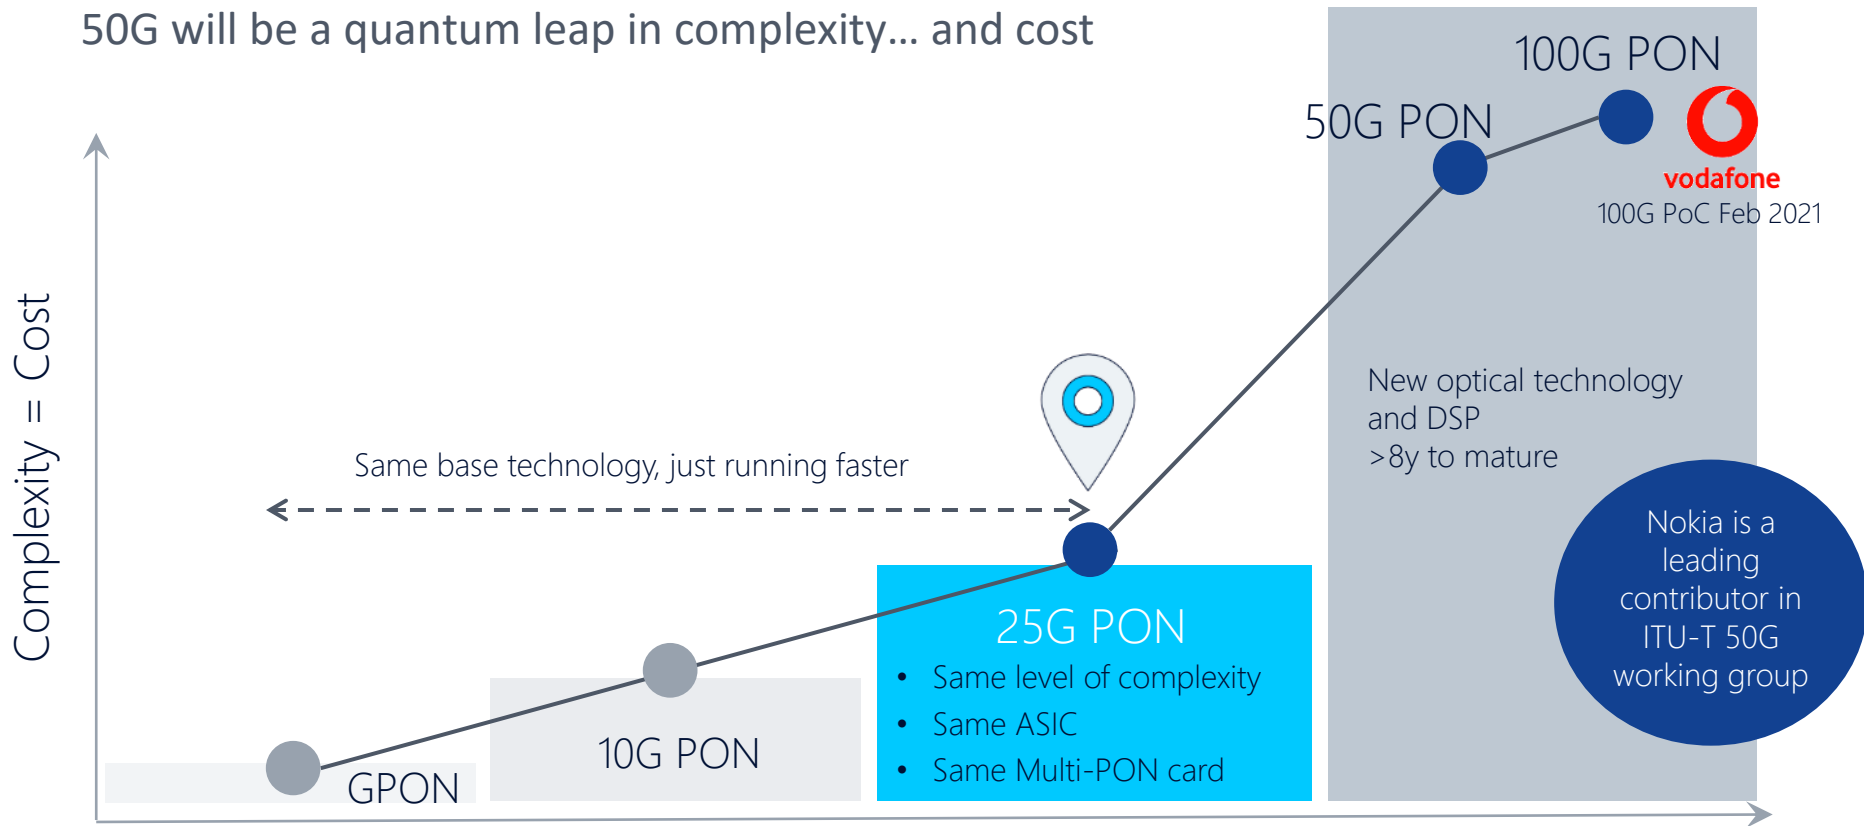 50G will be a quantum leap in complexity... and cost
100G PON
50G PON
vodafone
100G PoC Feb 2021
Complexity = Cost
New optical technology
and DSP
>8y to mature
Same base technology, just running faster
Nokia is a
leading
contributor in
ITU-T 50G
working group
25G PON
• Same level of complexity
• Same ASIC
• Same Multi-PON card
10G PON
GPON